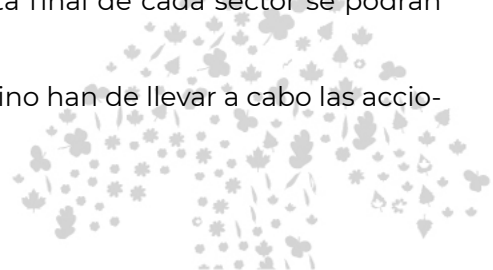 ta final de cada sector se podrán
ino han de llevar a cabo las accio-